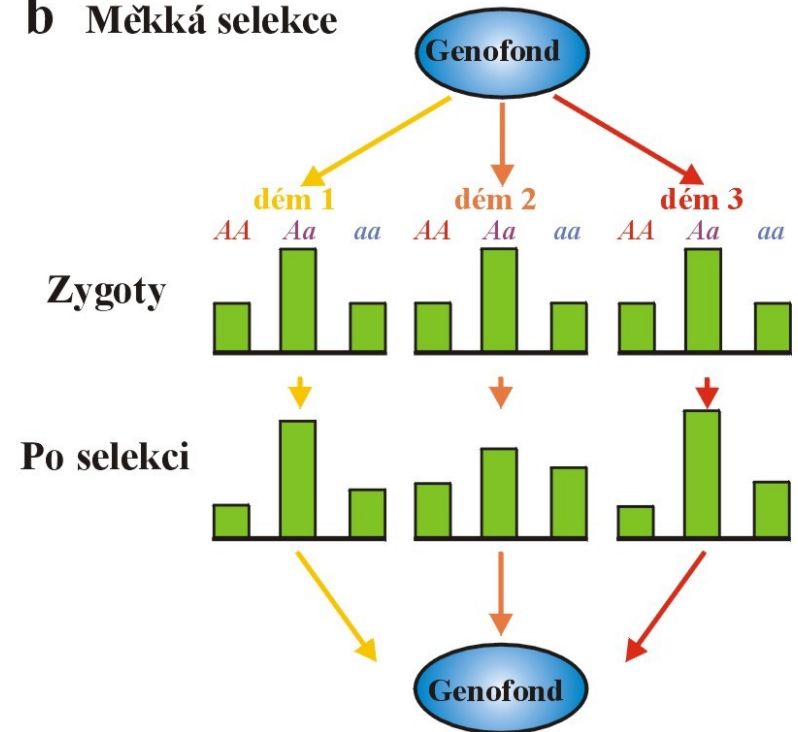 b Měkká selekce
Genofond
dém 1 dém 2 dém 3
AA Aa aa AA Aa aa AA Aa aa
Zygoty
Po selekci
Genofond